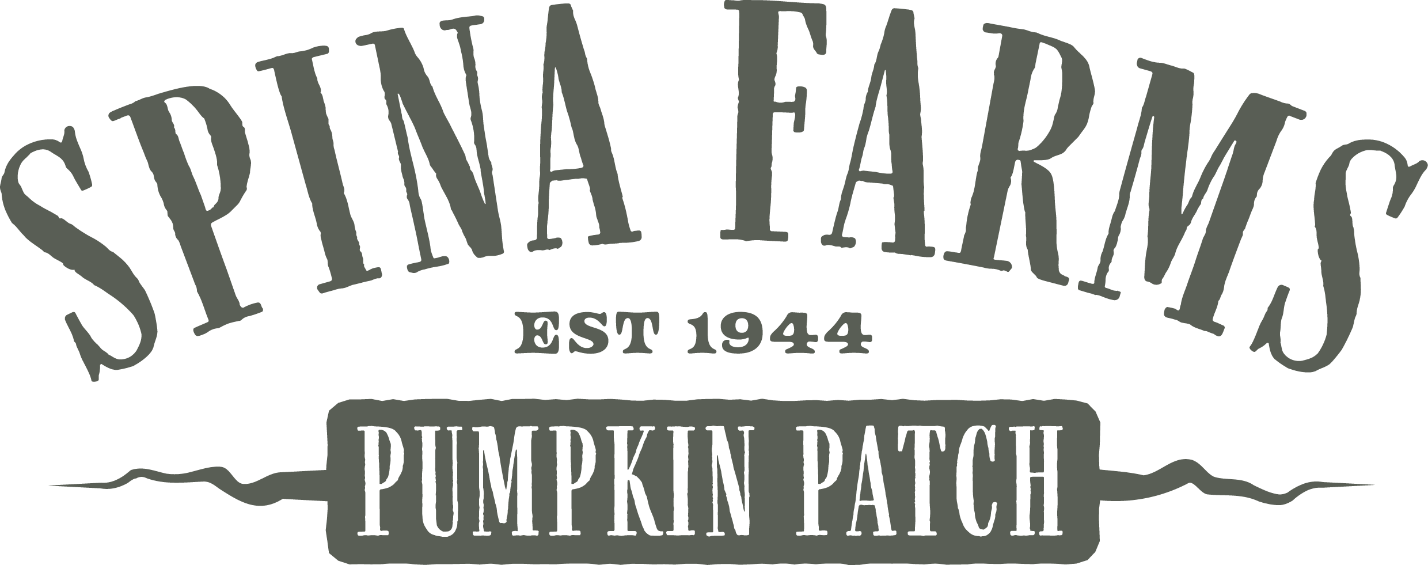 SPINA FARMS
EST 1944
PUMPKIN PATCH